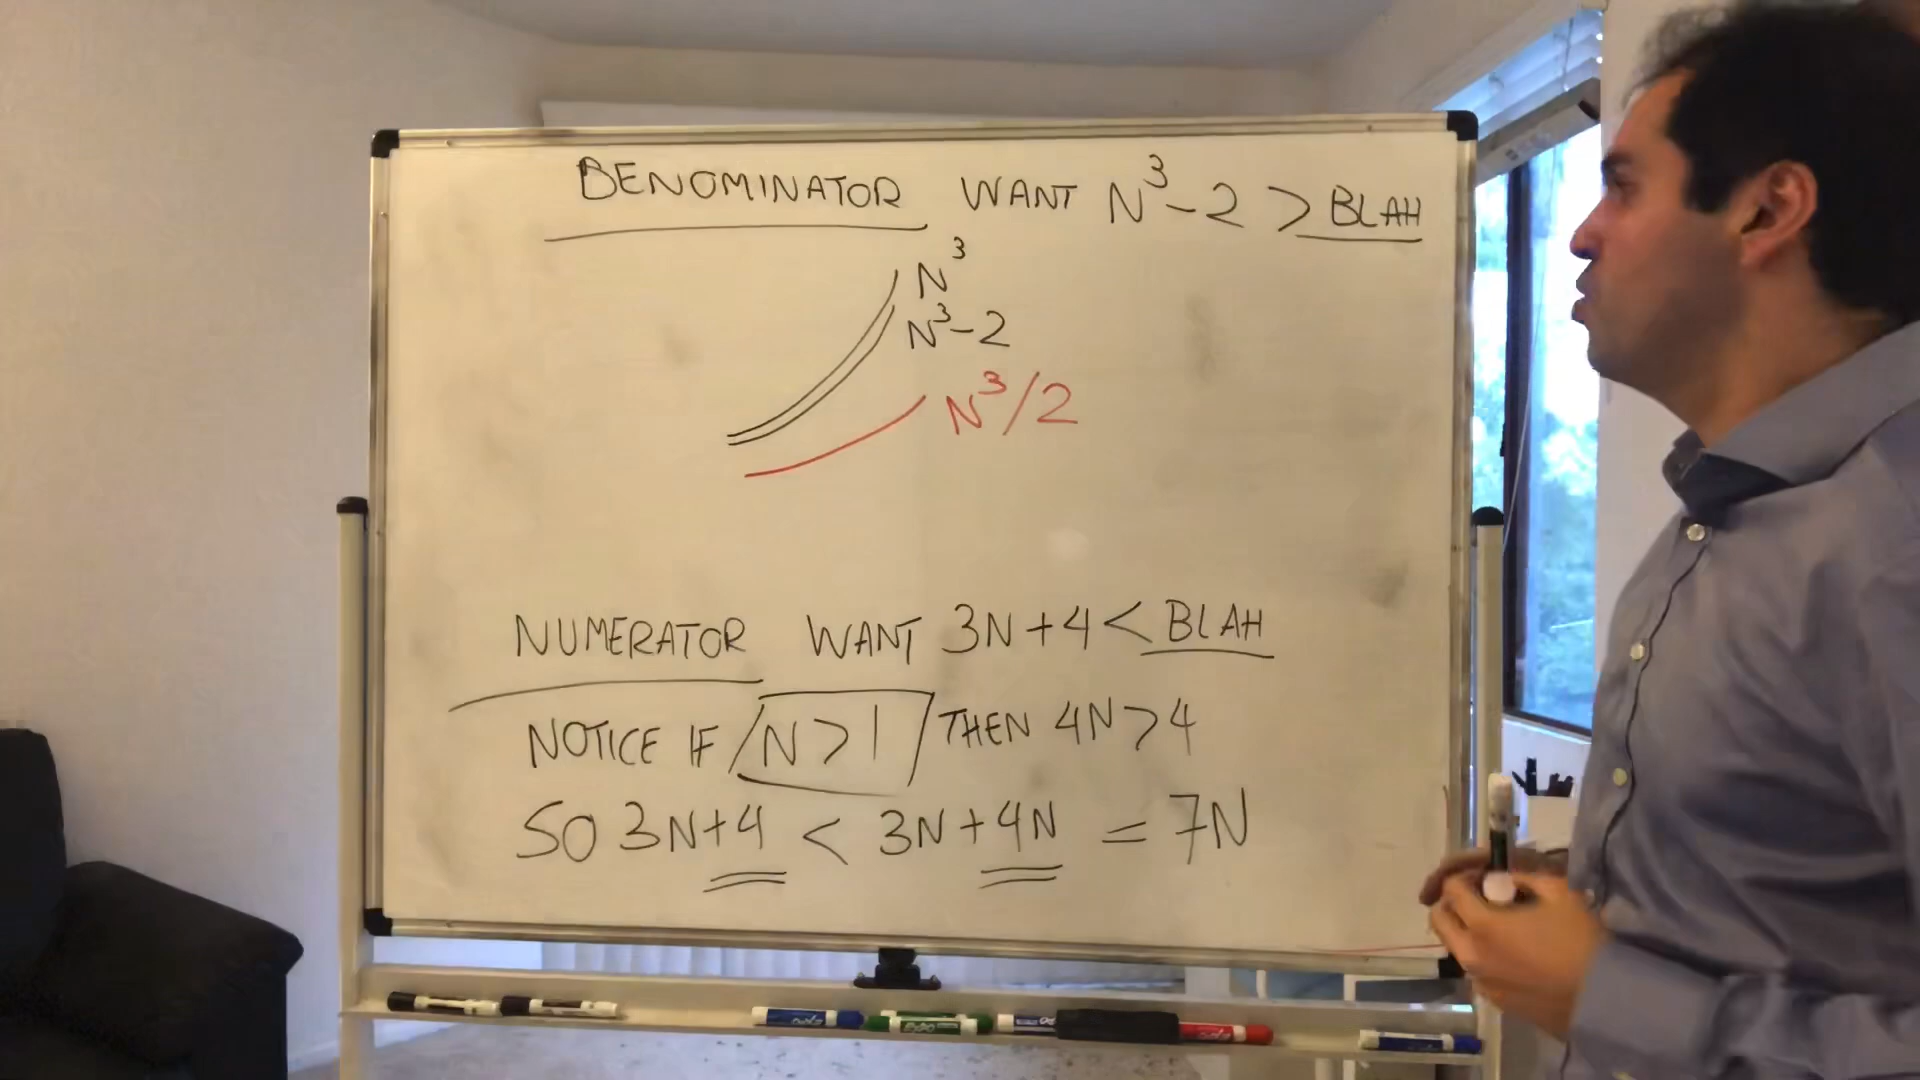 BENOMINATOR WANT N³-2 > BLAH
N³
N³-2
N³/2
NUMERATOR WANT 3N+4 < BLAH
NOTICE IF N>1 THEN 4N>4
SO 3N+4 < 3N+4N = 7N